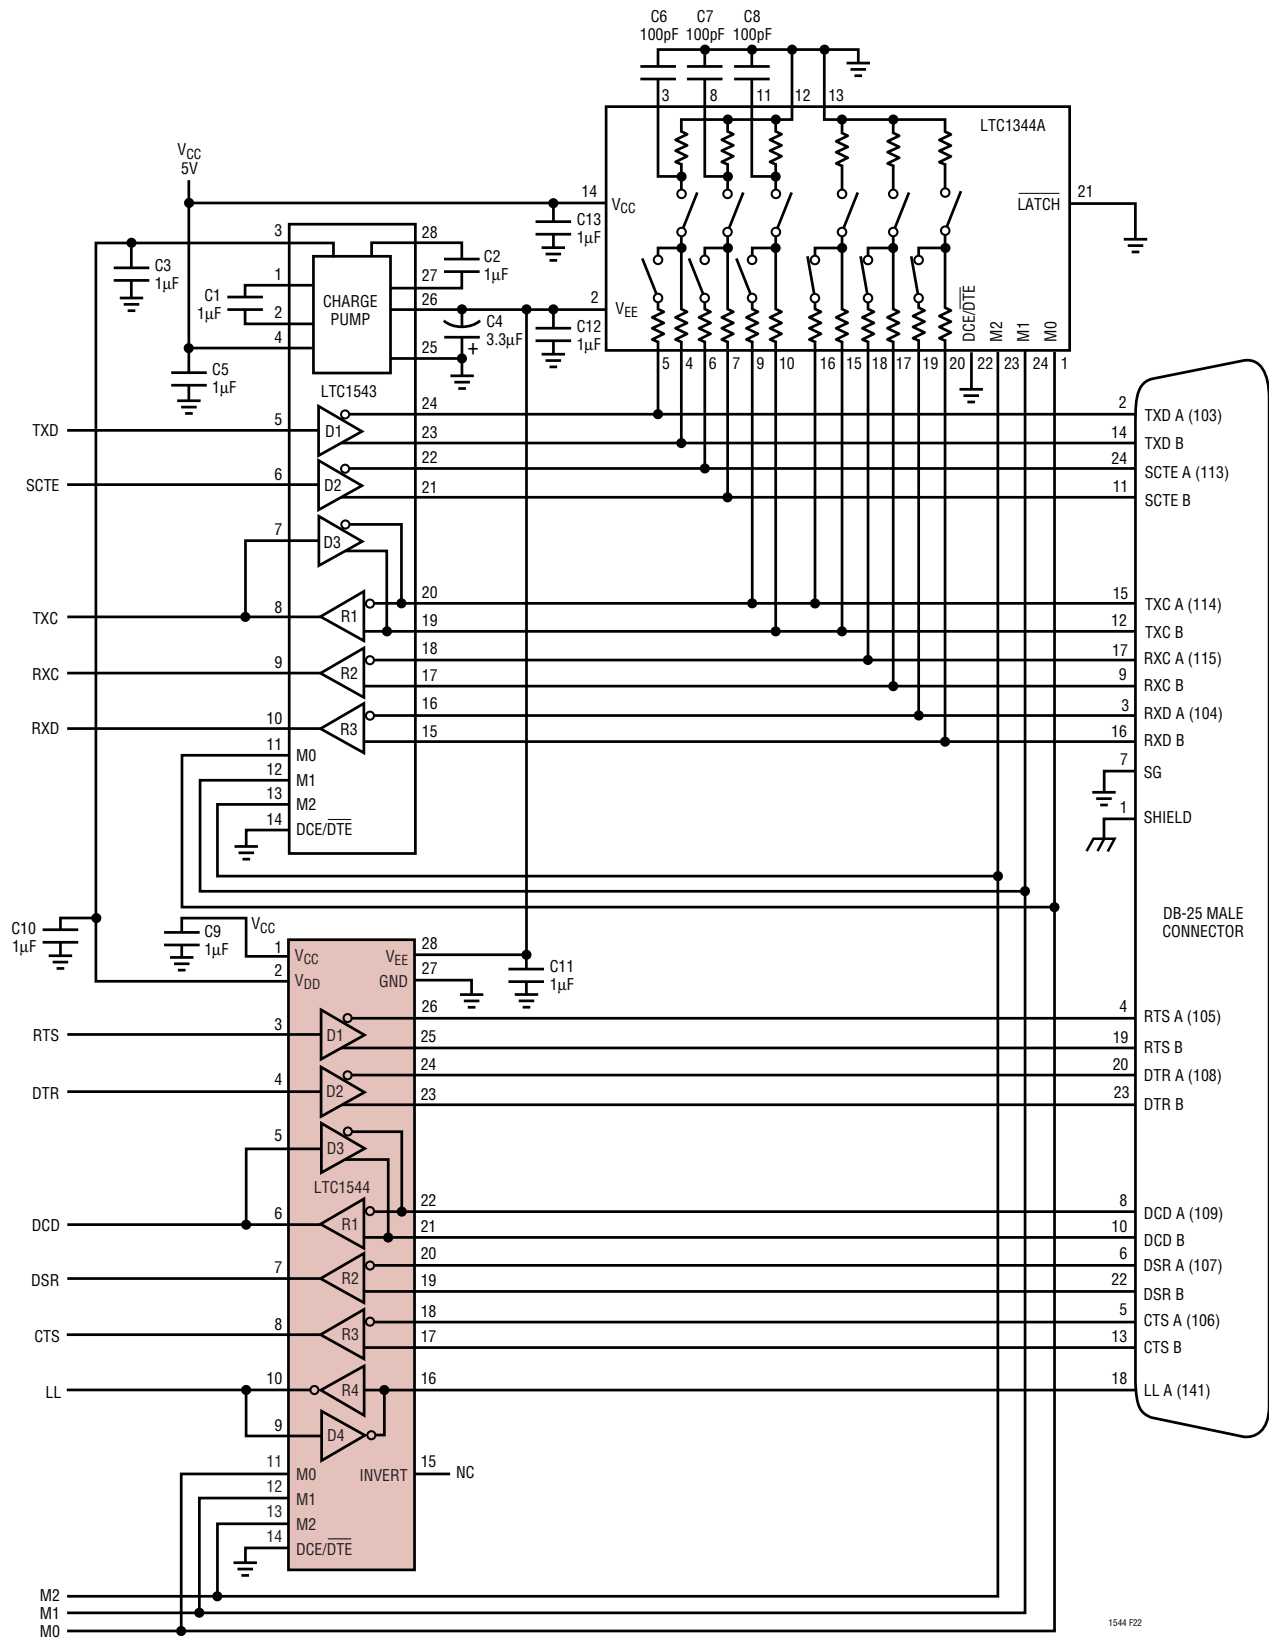 C6 C7 C8
100pF 100pF 100pF
3 8 11 12 13
LTC1344A
VCC
5V
14 VCC
C13
1µF
LATCH 21
3 28
C3
1µF
C2
1µF
1 27
C1
1µF
CHARGE
PUMP
26 2 VEE
2
C4
3.3µF
+
C12
1µF
4 25
C5
1µF
DCE/DTE M2 M1 M0
5 4 6 7 9 10 16 15 18 17 19 20 22 23 24 1
LTC1543
24 2 TXD A (103)
TXD 5 D1
23 14 TXD B
22 24 SCTE A (113)
SCTE 6 D2
21 11 SCTE B
7 D3
20 15 TXC A (114)
TXC 8 R1
19 12 TXC B
18 17 RXC A (115)
RXC 9 R2
17 9 RXC B
16 3 RXD A (104)
RXD 10 R3
15 16 RXD B
11 M0
7 SG
12 M1
13 M2
1 SHIELD
14 DCE/DTE
C10
1µF
C9
1µF
VCC
DB-25 MALE
CONNECTOR
1 VCC VEE 28
2 VDD GND 27
C11
1µF
26 4 RTS A (105)
RTS 3 D1
25 19 RTS B
24 20 DTR A (108)
DTR 4 D2
23 23 DTR B
5 D3
LTC1544
22 8 DCD A (109)
DCD 6 R1
21 10 DCD B
20 6 DSR A (107)
DSR 7 R2
19 22 DSR B
18 5 CTS A (106)
CTS 8 R3
17 13 CTS B
LL 10 R4 16 18 LL A (141)
9 D4
11 M0 INVERT 15 NC
12 M1
13 M2
14 DCE/DTE
M2
M1
M0
1544 F22